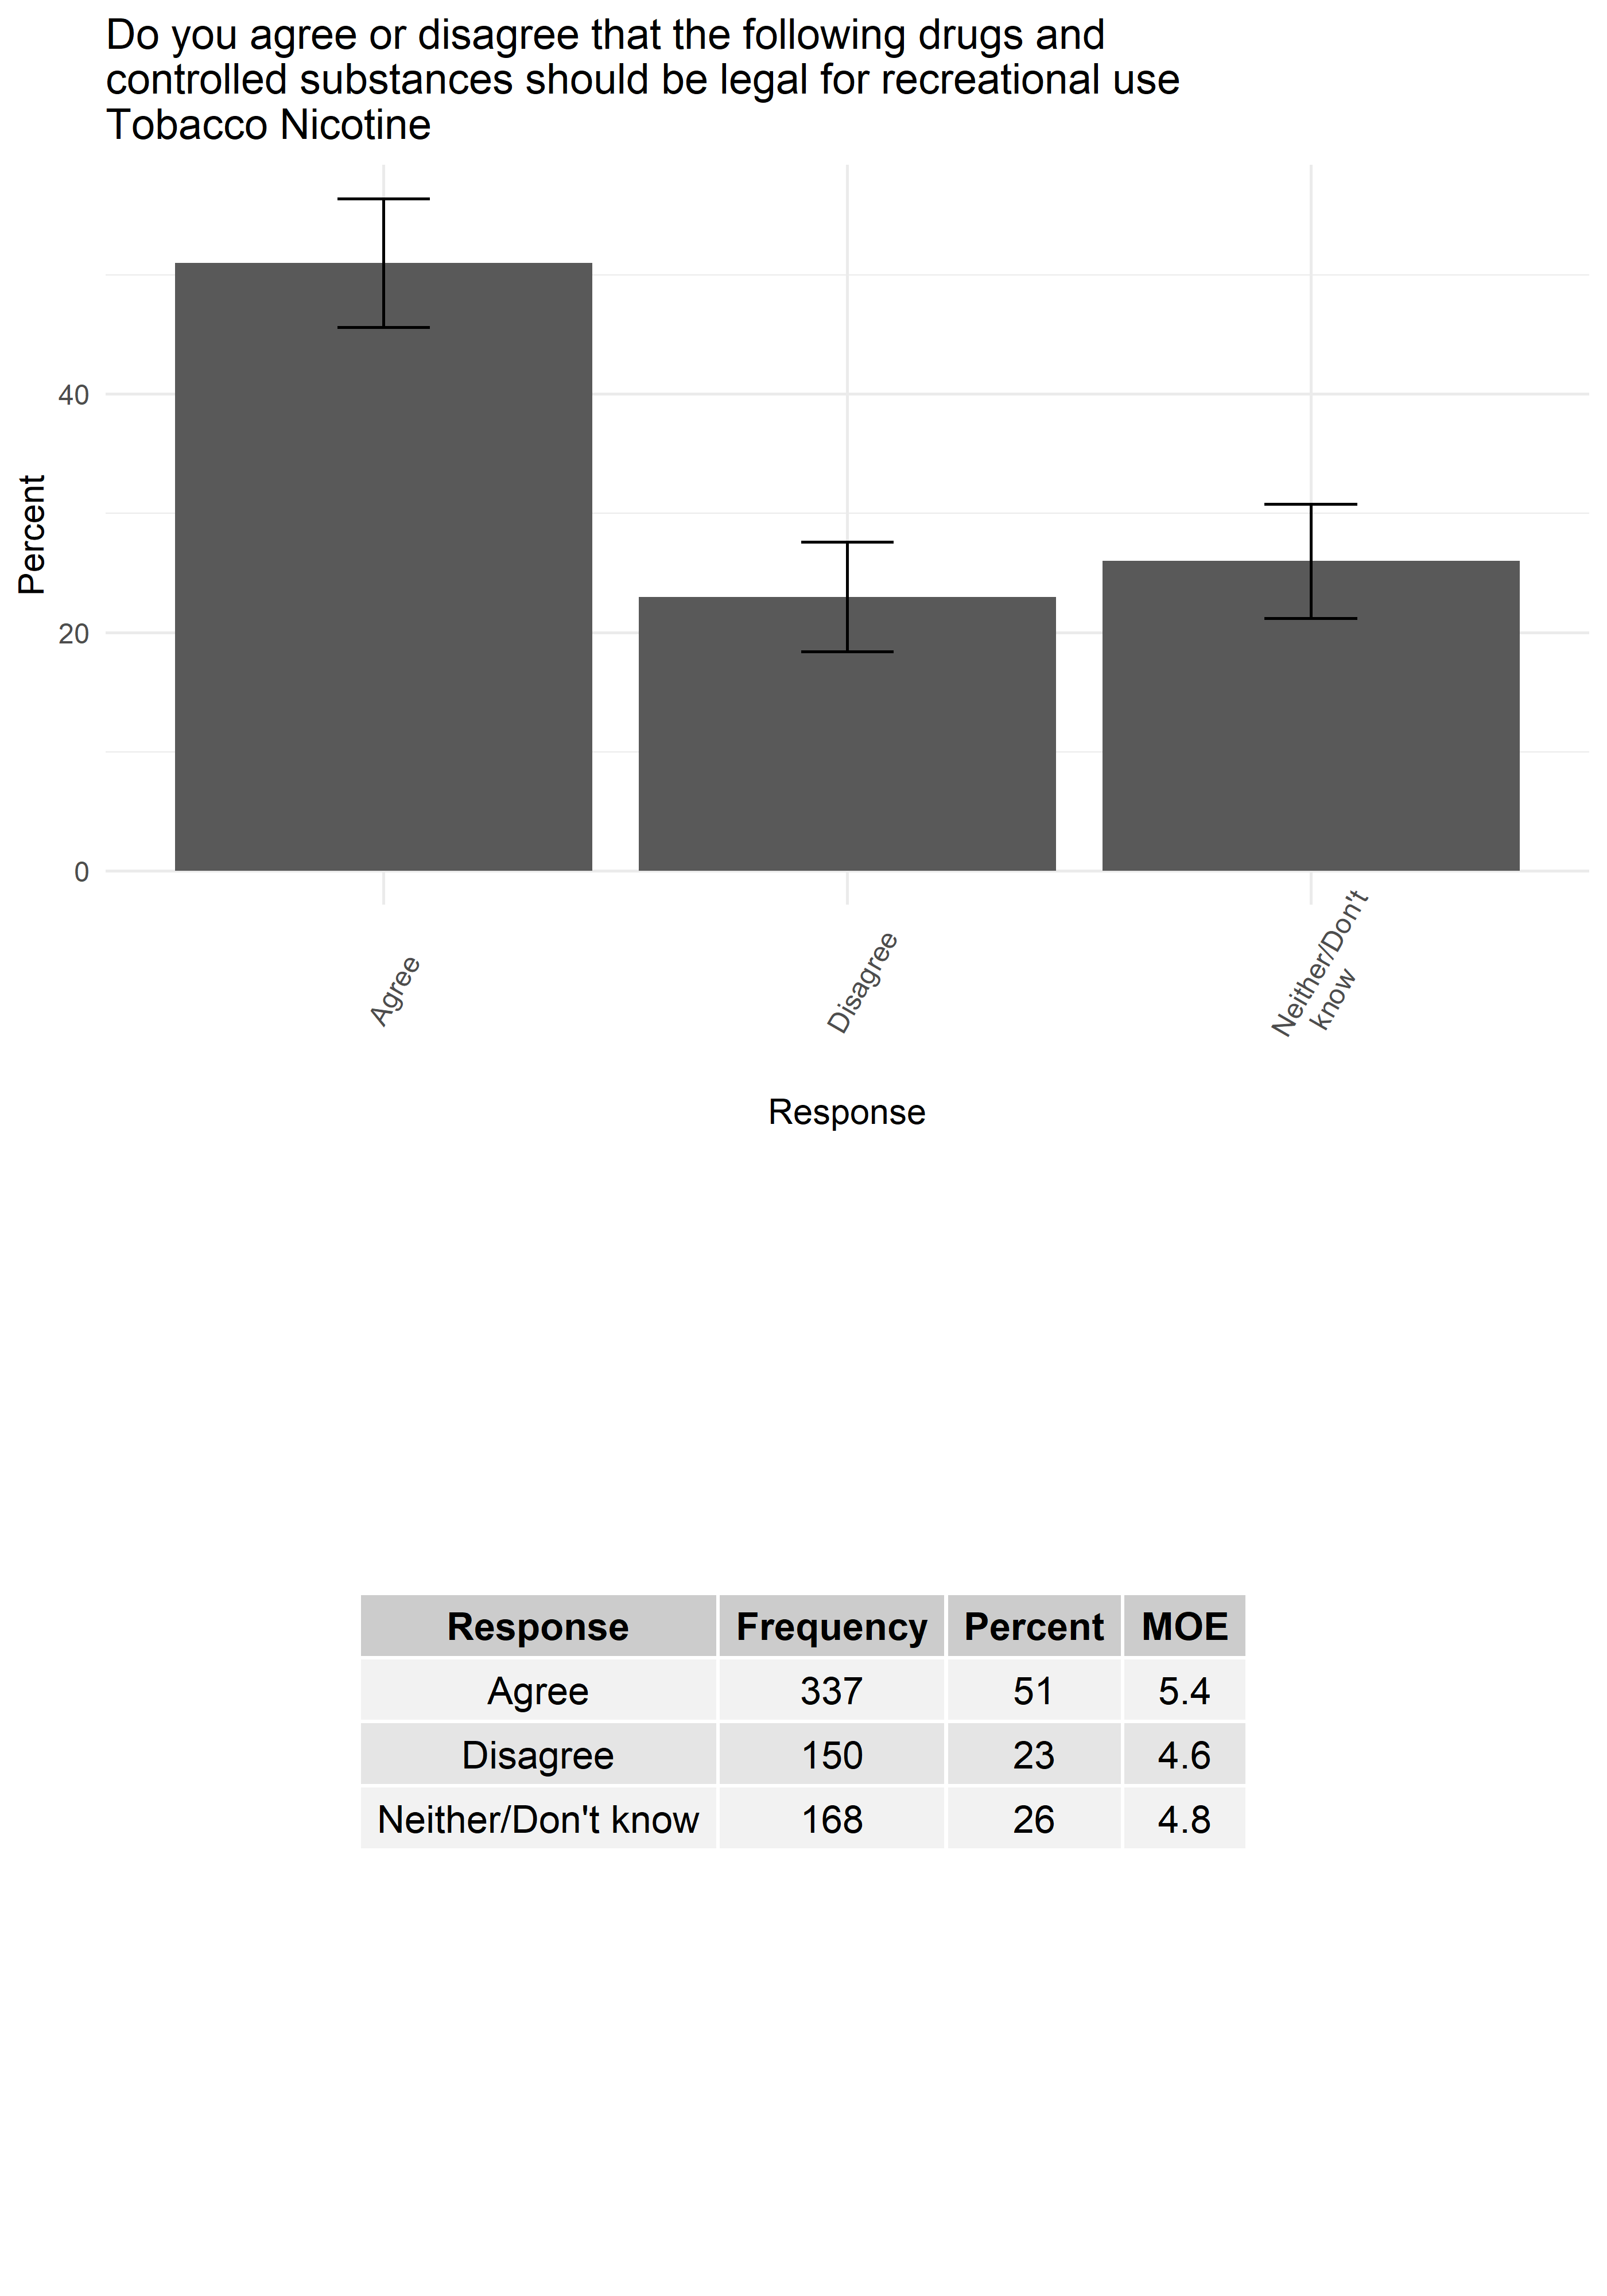 Do you agree or disagree that the following drugs and
controlled substances should be legal for recreational use
Tobacco Nicotine
Percent
40
20
0
Agree
Disagree
Neither/Don't
know
Response
Response Frequency Percent MOE
Agree 337 51 5.4
Disagree 150 23 4.6
Neither/Don't know 168 26 4.8